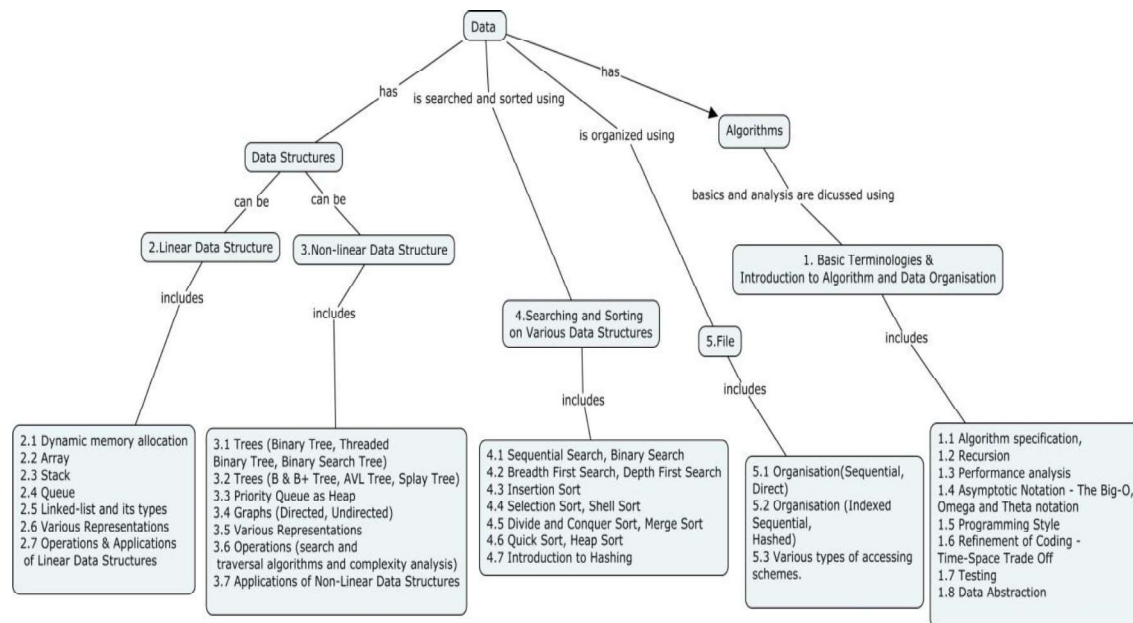 Data
has
has
is searched and sorted using
is organized using
Algorithms
Data Structures
can be
can be
basics and analysis are dicussed using
2.Linear Data Structure
3.Non-linear Data Structure
1. Basic Terminologies &
Introduction to Algorithm and Data Organisation
includes
includes
4.Searching and Sorting
on Various Data Structures
5.File
includes
includes
includes
2.1 Dynamic memory allocation
2.2 Array
2.3 Stack
2.4 Queue
2.5 Linked-list and its types
2.6 Various Representations
2.7 Operations & Applications
of Linear Data Structures
3.1 Trees (Binary Tree, Threaded
Binary Tree, Binary Search Tree)
3.2 Trees (B & B+ Tree, AVL Tree, Splay Tree)
3.3 Priority Queue as Heap
3.4 Graphs (Directed, Undirected)
3.5 Various Representations
3.6 Operations (search and
traversal algorithms and complexity analysis)
3.7 Applications of Non-Linear Data Structures
4.1 Sequential Search, Binary Search
4.2 Breadth First Search, Depth First Search
4.3 Insertion Sort
4.4 Selection Sort, Shell Sort
4.5 Divide and Conquer Sort, Merge Sort
4.6 Quick Sort, Heap Sort
4.7 Introduction to Hashing
5.1 Organisation(Sequential,
Direct)
5.2 Organisation (Indexed
Sequential,
Hashed)
5.3 Various types of accessing
schemes.
1.1 Algorithm specification,
1.2 Recursion
1.3 Performance analysis
1.4 Asymptotic Notation - The Big-O,
Omega and Theta notation
1.5 Programming Style
1.6 Refinement of Coding -
Time-Space Trade Off
1.7 Testing
1.8 Data Abstraction